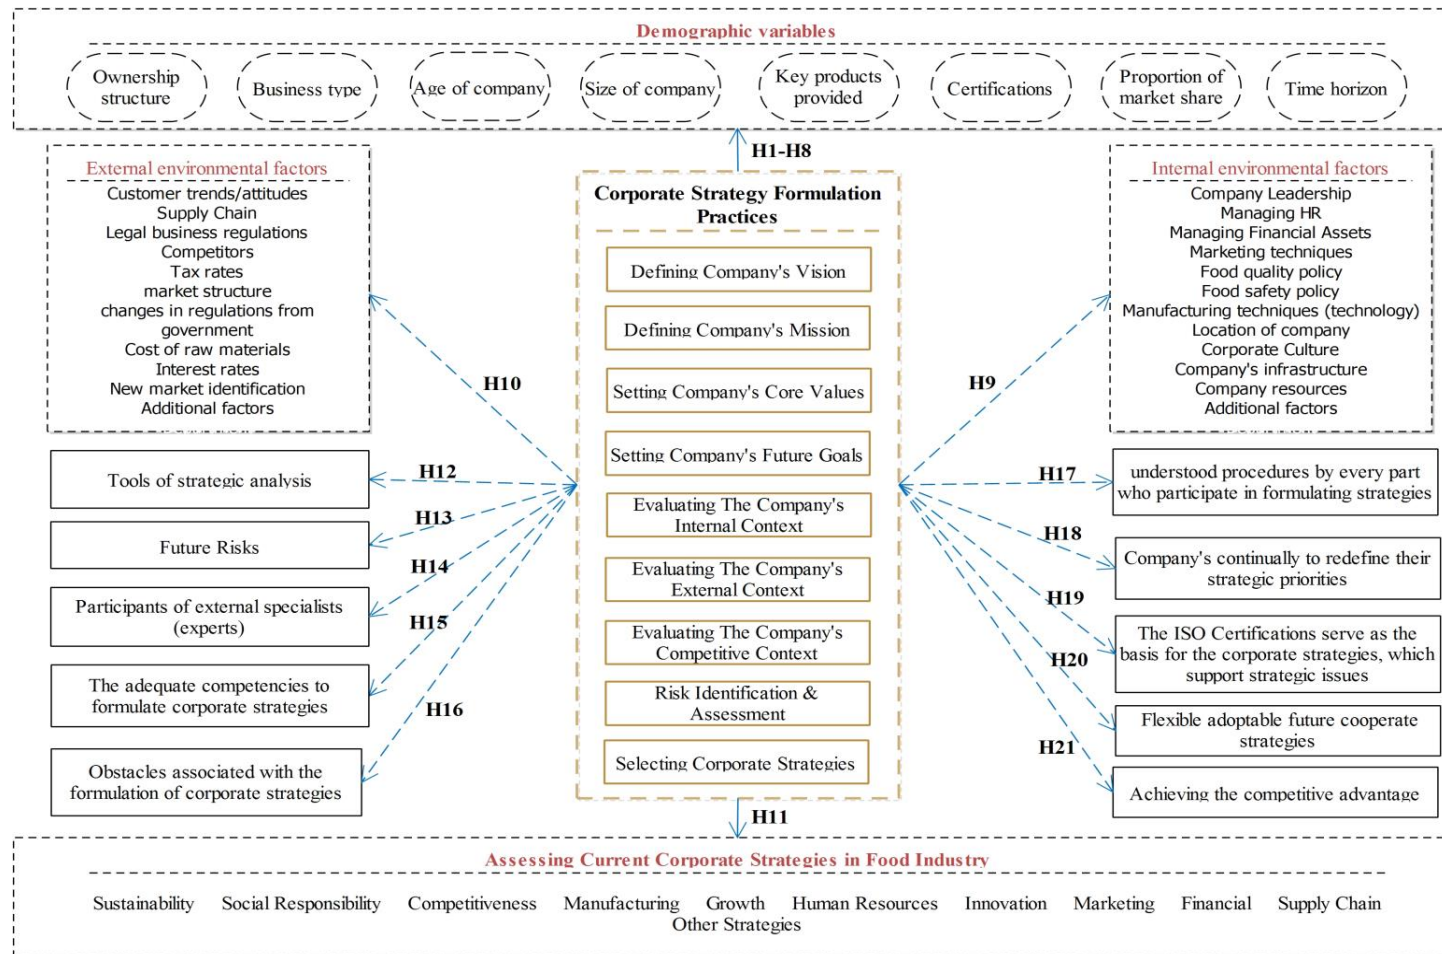 Demographic variables
Ownership
structure
Business type
Age of company
Size of company
Key products
provided
Certifications
Proportion of
market share
Time horizon
H1-H8
External environmental factors
Customer trends/attitudes
Supply Chain
Legal business regulations
Competitors
Tax rates
market structure
changes in regulations from
government
Cost of raw materials
Interest rates
New market identification
Additional factors
Corporate Strategy Formulation
Practices
Defining Company's Vision
Defining Company's Mission
Setting Company's Core Values
Setting Company's Future Goals
Evaluating The Company's
Internal Context
Evaluating The Company's
External Context
Evaluating The Company's
Competitive Context
Risk Identification &
Assessment
Selecting Corporate Strategies
Internal environmental factors
Company Leadership
Managing HR
Managing Financial Assets
Marketing techniques
Food quality policy
Food safety policy
Manufacturing techniques (technology)
Location of company
Corporate Culture
Company's infrastructure
Company resources
Additional factors
H10
H9
H12
H13
H14
H15
H16
Tools of strategic analysis
Future Risks
Participants of external specialists
(experts)
The adequate competencies to
formulate corporate strategies
Obstacles associated with the
formulation of corporate strategies
H17
H18
H19
H20
H21
understood procedures by every part
who participate in formulating strategies
Company's continually to redefine their
strategic priorities
The ISO Certifications serve as the
basis for the corporate strategies, which
support strategic issues
Flexible adoptable future cooperate
strategies
Achieving the competitive advantage
H11
Assessing Current Corporate Strategies in Food Industry
Sustainability Social Responsibility Competitiveness Manufacturing Growth Human Resources Innovation Marketing Financial Supply Chain
Other Strategies